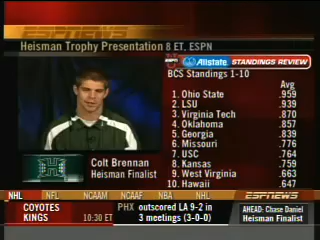 ESPNEWS
Heisman Trophy Presentation 8 ET, ESPN
Allstate STANDINGS REVIEW
BCS Standings 1-10
Avg
1. Ohio State .959
2. LSU .939
3. Virginia Tech .870
4. Oklahoma .857
5. Georgia .839
6. Missouri .776
7. USC .764
8. Kansas .759
9. West Virginia .663
10. Hawaii .647
H
Colt Brennan
Heisman Finalist
NHL NFL NCAAM NCAAF NBA NHL ESPNEWS
COYOTES
KINGS 10:30 ET
PHX outscored LA 9-2 in
3 meetings (3-0-0)
AHEAD: Chase Daniel
Heisman Finalist